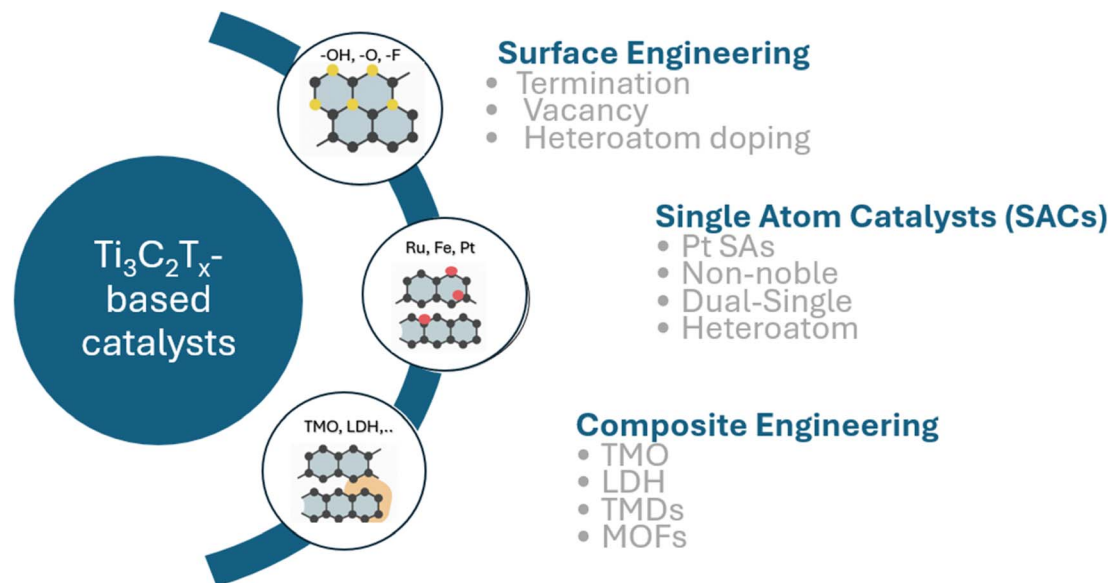 Ti₃C₂Tₓ-
based
catalysts
-OH, -O, -F
Surface Engineering
• Termination
• Vacancy
• Heteroatom doping
Ru, Fe, Pt
Single Atom Catalysts (SACs)
• Pt SAs
• Non-noble
• Dual-Single
• Heteroatom
TMO, LDH,..
Composite Engineering
• TMO
• LDH
• TMDs
• MOFs